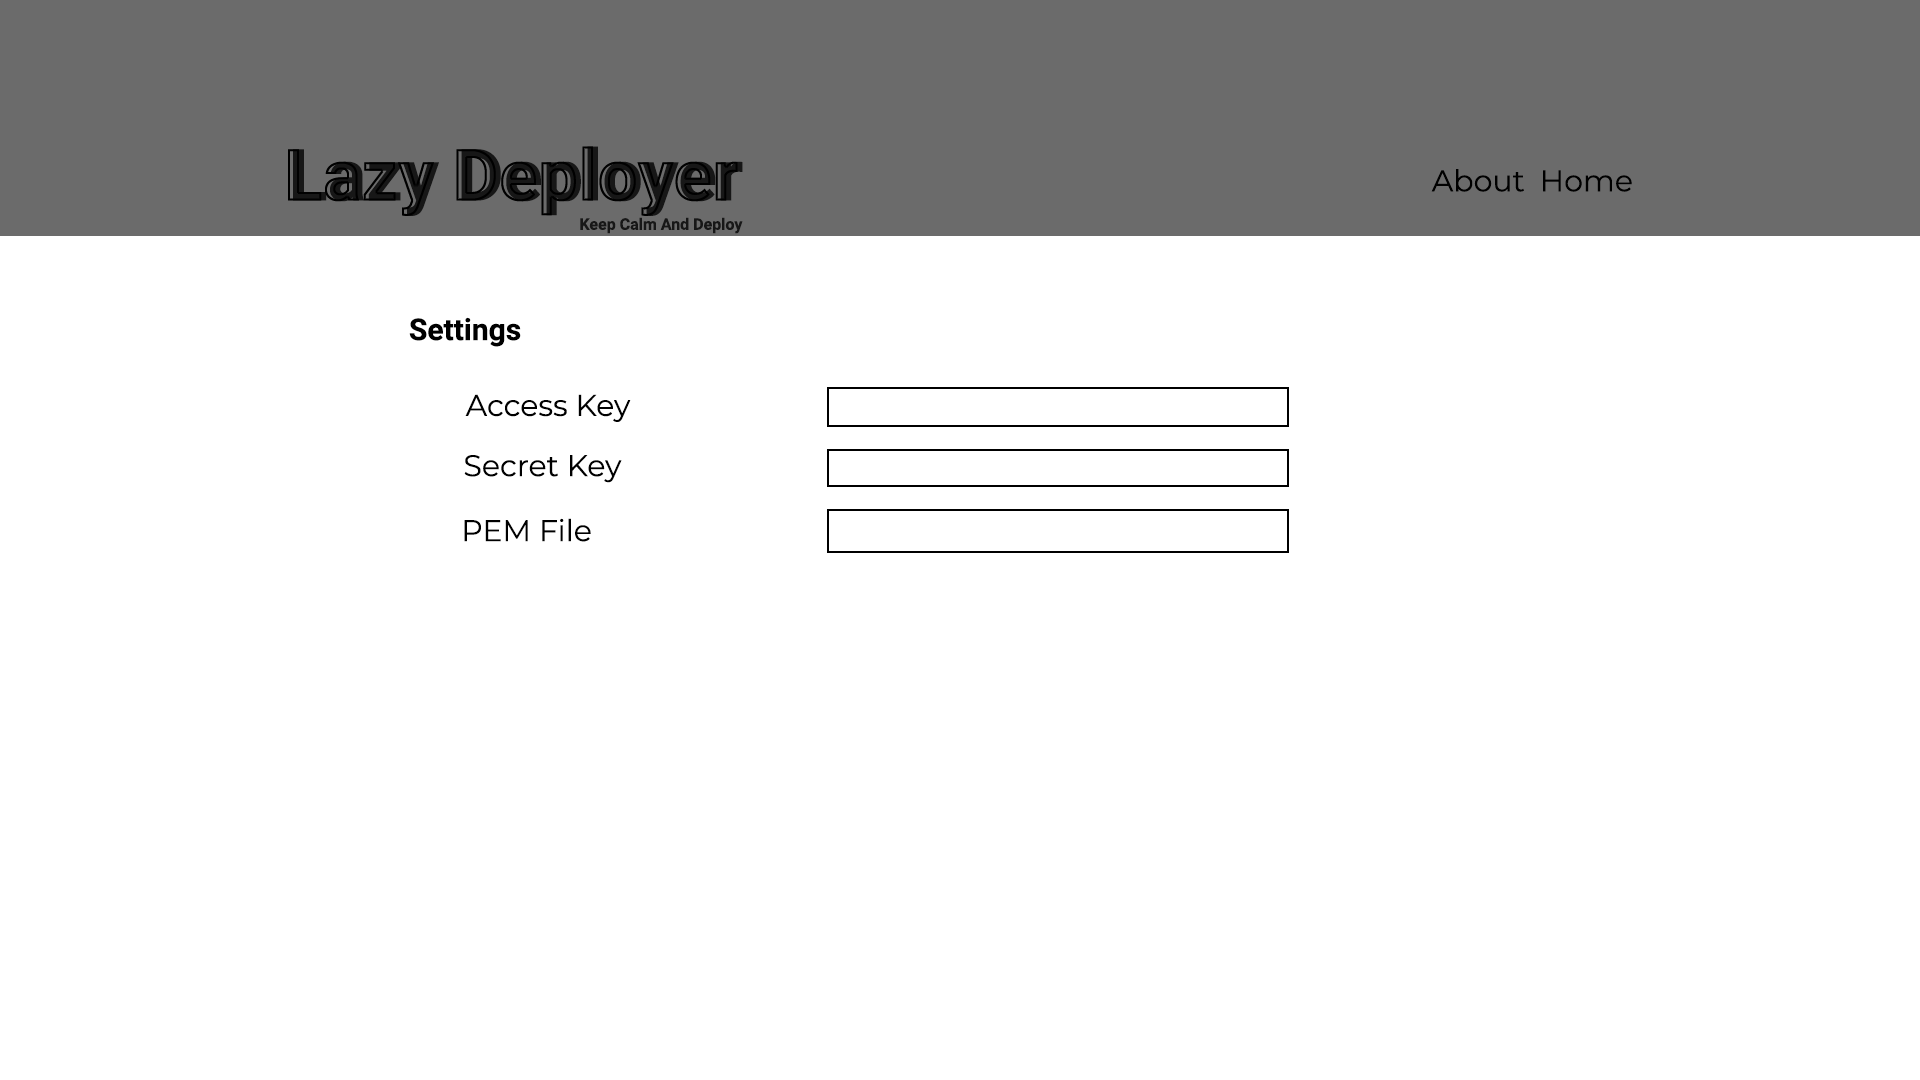 Lazy Deployer
Keep Calm And Deploy
About Home
Settings
Access Key
Secret Key
PEM File